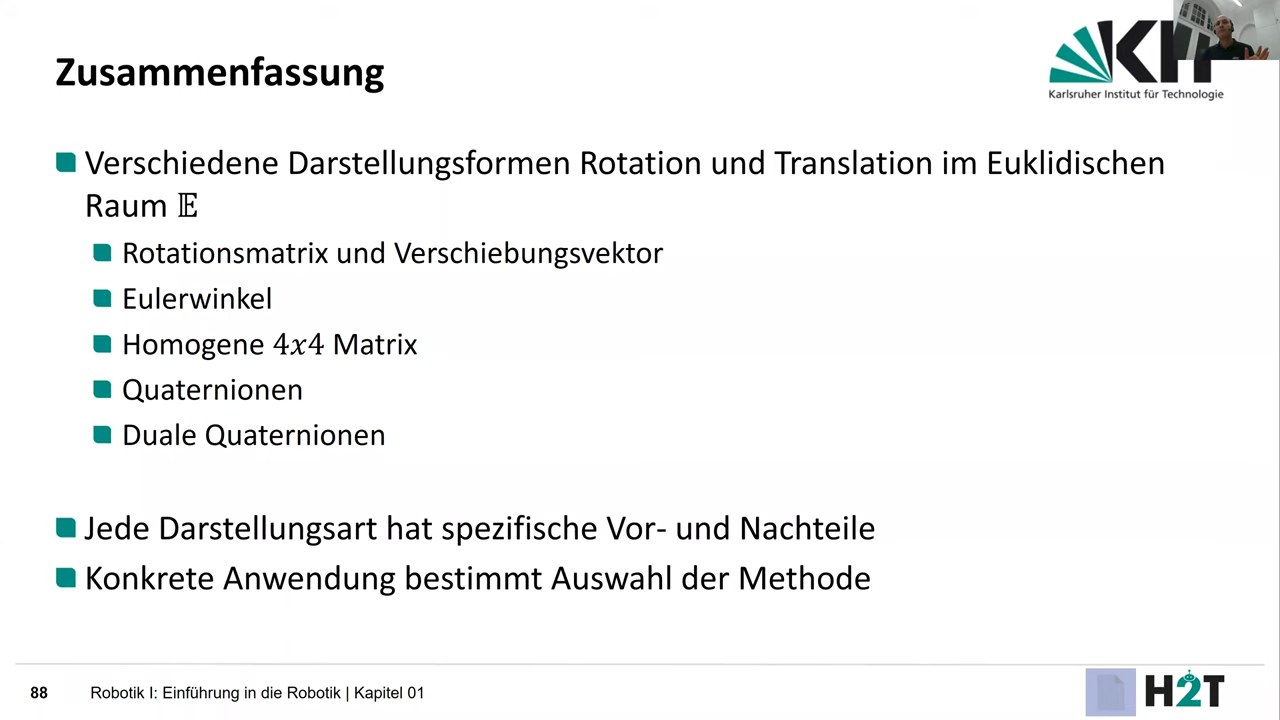 Zusammenfassung
Karlsruher Institut für Technologie
Verschiedene Darstellungsformen Rotation und Translation im Euklidischen
Raum 𝔼
Rotationsmatrix und Verschiebungsvektor
Eulerwinkel
Homogene 4x4 Matrix
Quaternionen
Duale Quaternionen
Jede Darstellungsart hat spezifische Vor- und Nachteile
Konkrete Anwendung bestimmt Auswahl der Methode
88 Robotik I: Einführung in die Robotik | Kapitel 01
H2T